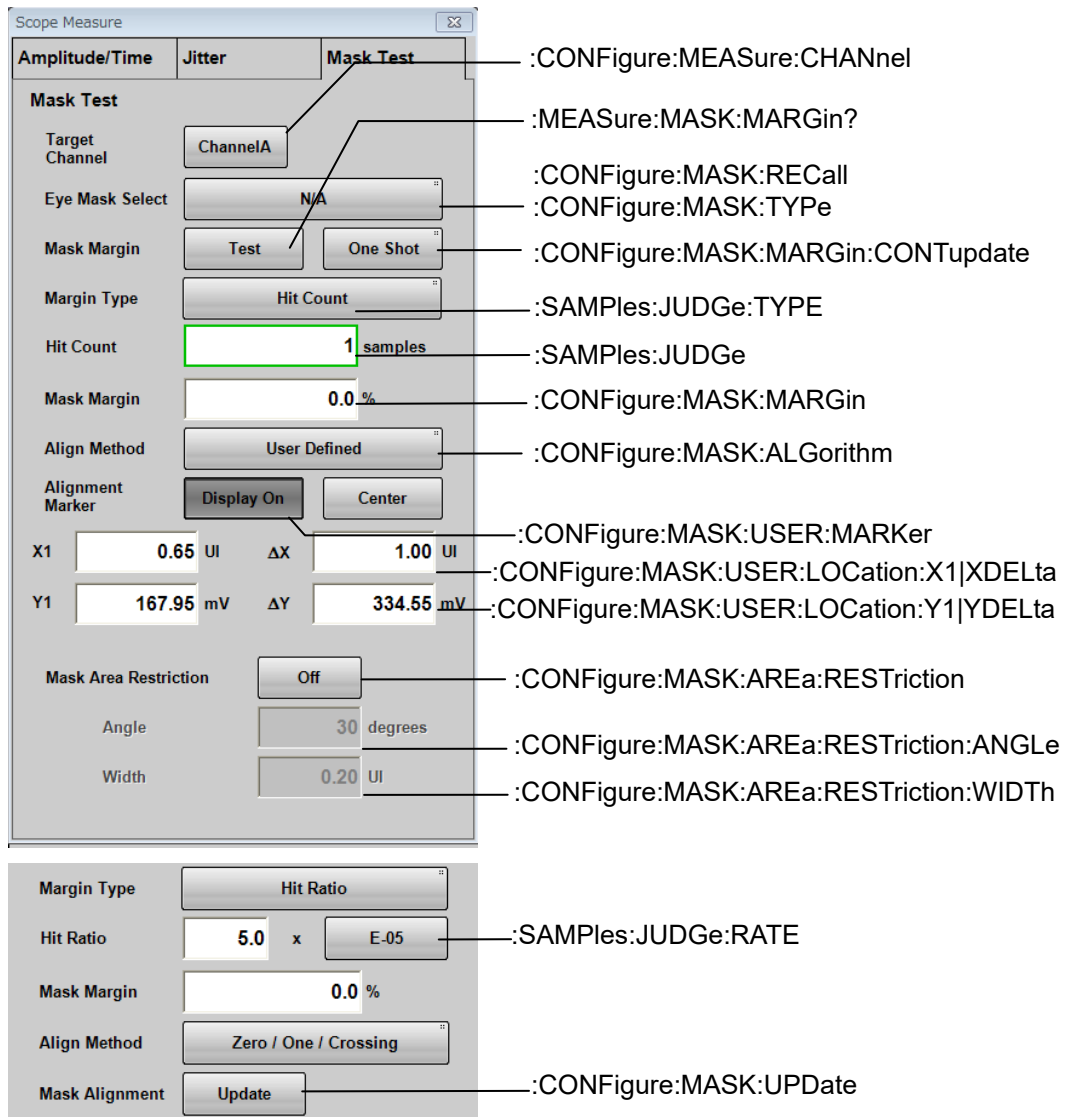 Scope Measure
Amplitude/Time Jitter Mask Test
:CONFigure:MEASure:CHANnel
Mask Test
:MEASure:MASK:MARGin?
Target
Channel
ChannelA
:CONFigure:MASK:RECall
Eye Mask Select N/A :CONFigure:MASK:TYPe
Mask Margin Test One Shot :CONFigure:MASK:MARGin:CONTupdate
Margin Type Hit Count :SAMPles:JUDGe:TYPE
Hit Count 1 samples :SAMPles:JUDGe
Mask Margin 0.0 % :CONFigure:MASK:MARGin
Align Method User Defined :CONFigure:MASK:ALGorithm
Alignment
Marker
Display On Center
:CONFigure:MASK:USER:MARKer
X1 0.65 UI ΔX 1.00 UI
:CONFigure:MASK:USER:LOCation:X1|XDELta
Y1 167.95 mV ΔY 334.55 mV :CONFigure:MASK:USER:LOCation:Y1|YDELta
Mask Area Restriction Off :CONFigure:MASK:AREa:RESTriction
Angle 30 degrees :CONFigure:MASK:AREa:RESTriction:ANGLe
Width 0.20 UI :CONFigure:MASK:AREa:RESTriction:WIDTh
Margin Type Hit Ratio
Hit Ratio 5.0 x E-05 :SAMPles:JUDGe:RATE
Mask Margin 0.0 %
Align Method Zero / One / Crossing
Mask Alignment Update :CONFigure:MASK:UPDate